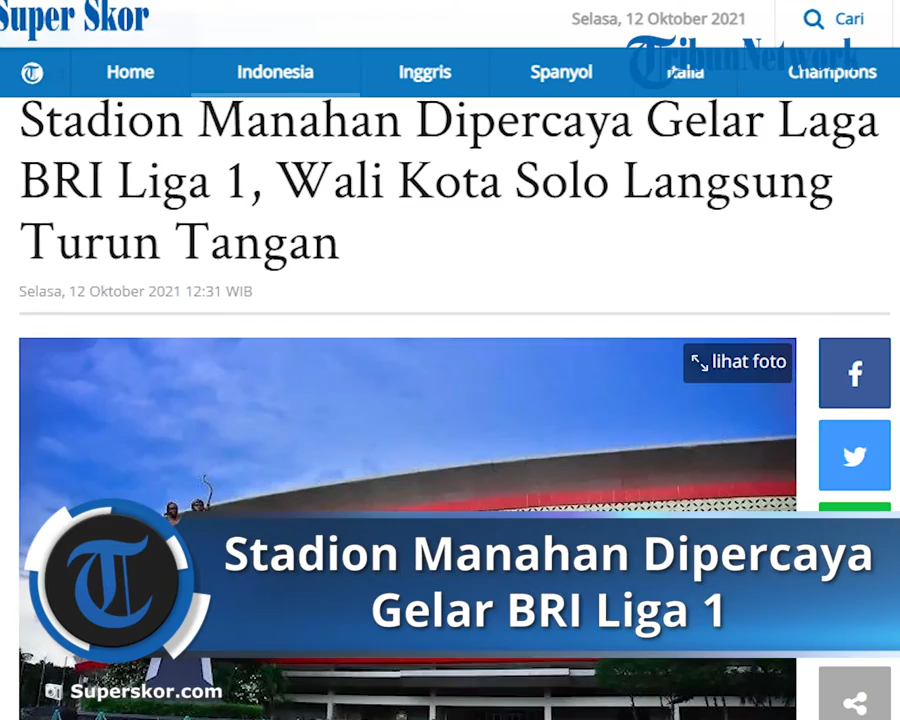 Super Skor
Selasa, 12 Oktober 2021
Cari
TribunNetwork
Home Indonesia Inggris Spanyol Italia Champions
Stadion Manahan Dipercaya Gelar Laga
BRI Liga 1, Wali Kota Solo Langsung
Turun Tangan
Selasa, 12 Oktober 2021 12:31 WIB
lihat foto
Stadion Manahan Dipercaya
Gelar BRI Liga 1
Superskor.com